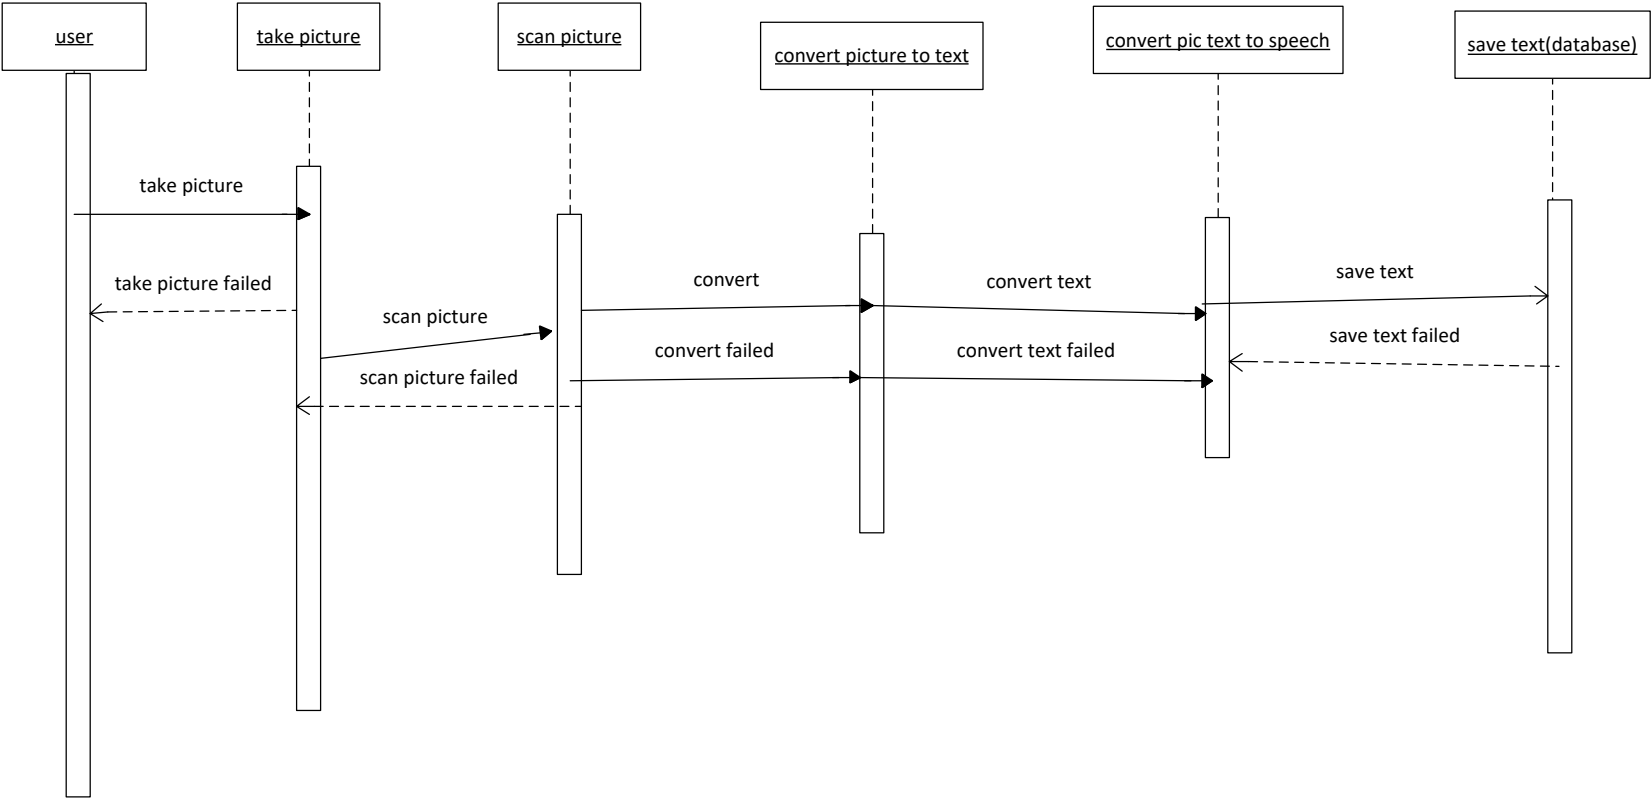 user
take picture
scan picture
convert picture to text
convert pic text to speech
save text(database)
take picture
take picture failed
scan picture
scan picture failed
convert
convert failed
convert text
convert text failed
save text
save text failed